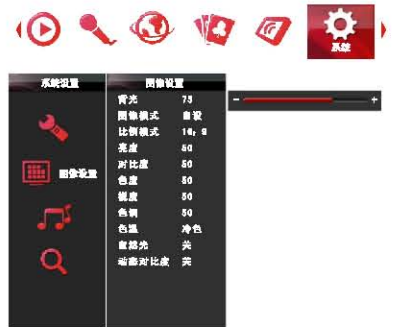 系统
系统设置
图像设置
图像设置
背光 75
图像模式 自设
比例模式 16:9
亮度 50
对比度 50
色度 50
锐度 50
色调 50
色温 冷色
自然光 关
动态对比度 关
- +